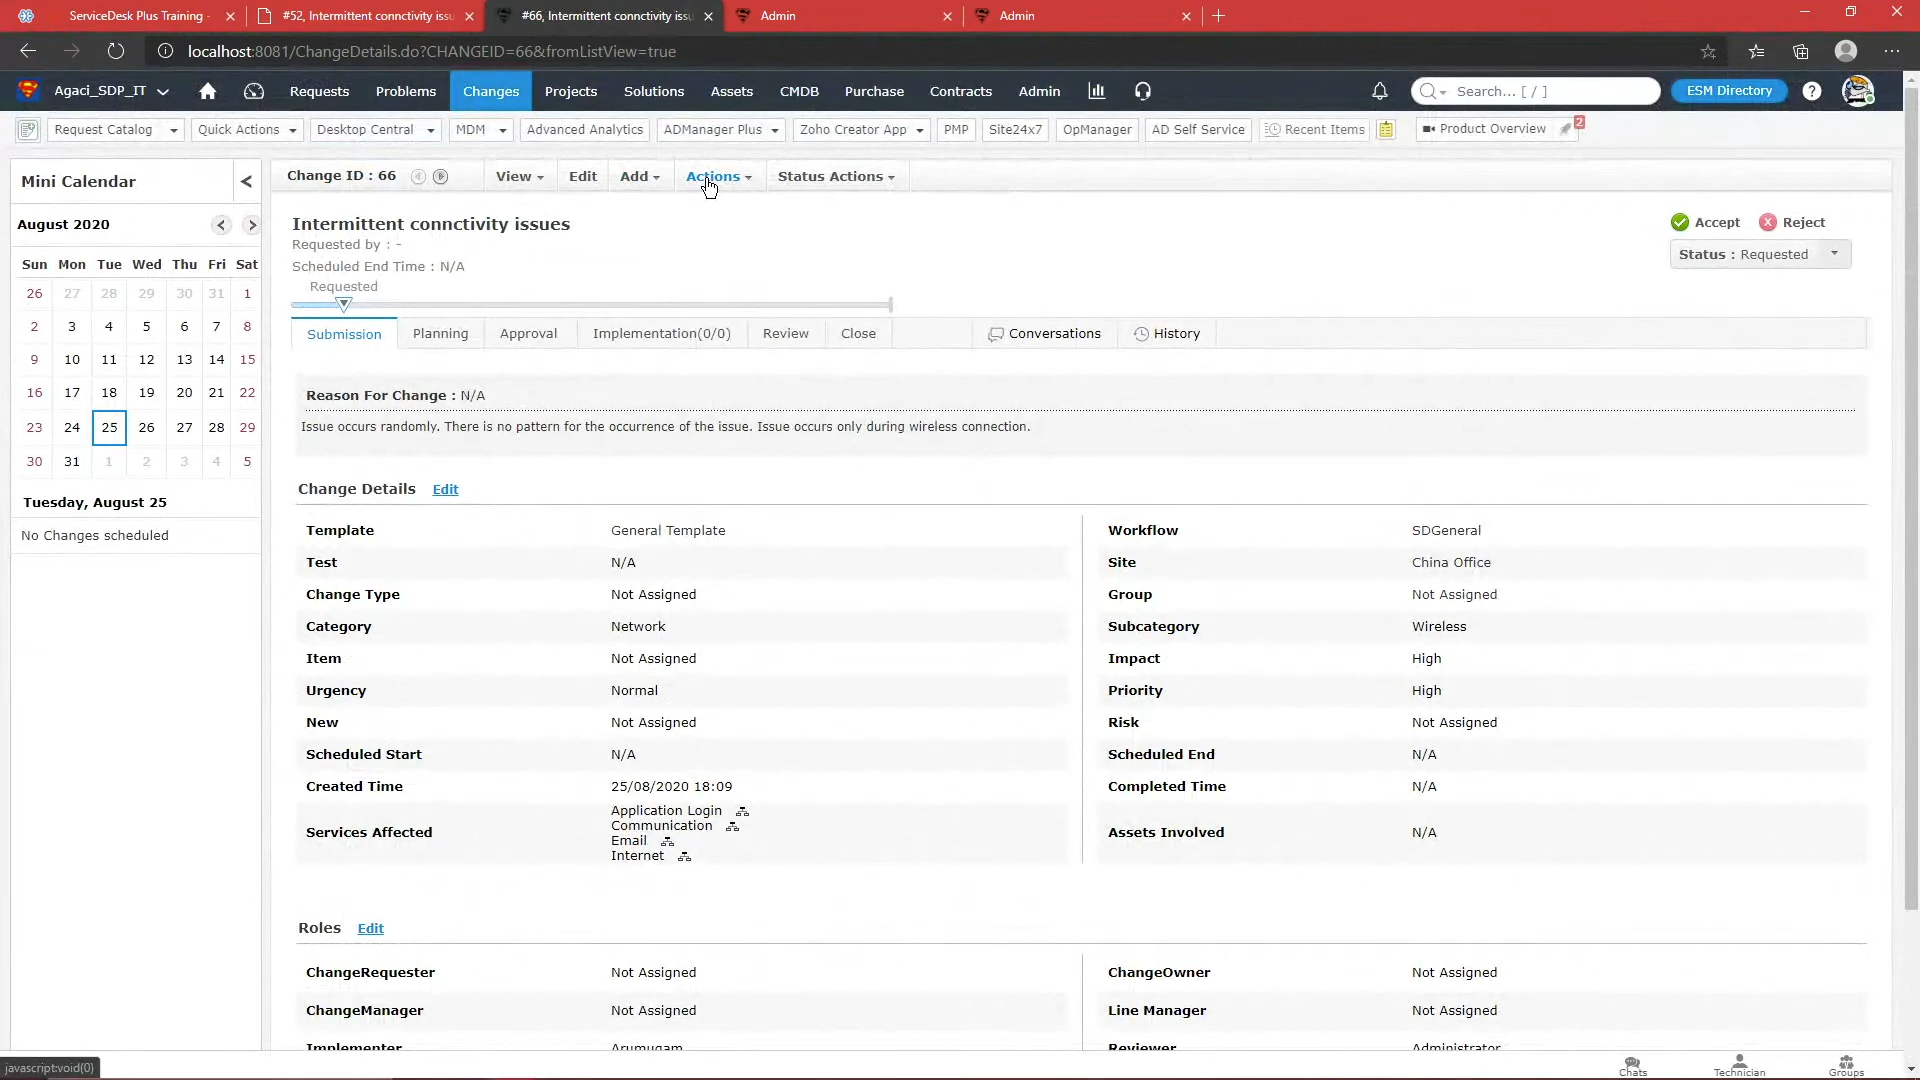 ServiceDesk Plus Training -
#52, Intermittent connctivity issu
#66, Intermittent connctivity issu
Admin
Admin
localhost:8081/ChangeDetails.do?CHANGEID=66&fromListView=true
Agaci_SDP_IT
Requests
Problems
Changes
Projects
Solutions
Assets
CMDB
Purchase
Contracts
Admin
Search... [ / ]
ESM Directory
Request Catalog
Quick Actions
Desktop Central
MDM
Advanced Analytics
ADManager Plus
Zoho Creator App
PMP
Site24x7
OpManager
AD Self Service
Recent Items
Product Overview
2
Mini Calendar
August 2020
Sun Mon Tue Wed Thu Fri Sat
26 27 28 29 30 31 1
2 3 4 5 6 7 8
9 10 11 12 13 14 15
16 17 18 19 20 21 22
23 24 25 26 27 28 29
30 31 1 2 3 4 5
Tuesday, August 25
No Changes scheduled
Change ID : 66
View
Edit
Add
Actions
Status Actions
Intermittent connctivity issues
Requested by : -
Scheduled End Time : N/A
Requested
Accept
Reject
Status : Requested
Submission
Planning
Approval
Implementation(0/0)
Review
Close
Conversations
History
Reason For Change : N/A
Issue occurs randomly. There is no pattern for the occurrence of the issue. Issue occurs only during wireless connection.
Change Details Edit
Template General Template Workflow SDGeneral
Test N/A Site China Office
Change Type Not Assigned Group Not Assigned
Category Network Subcategory Wireless
Item Not Assigned Impact High
Urgency Normal Priority High
New Not Assigned Risk Not Assigned
Scheduled Start N/A Scheduled End N/A
Created Time 25/08/2020 18:09 Completed Time N/A
Services Affected
Application Login
Communication
Email
Internet
Assets Involved N/A
Roles Edit
ChangeRequester Not Assigned ChangeOwner Not Assigned
ChangeManager Not Assigned Line Manager Not Assigned
Implementer Arumugam Reviewer Administrator
javascript:void(0)
Chats
Technician
Groups